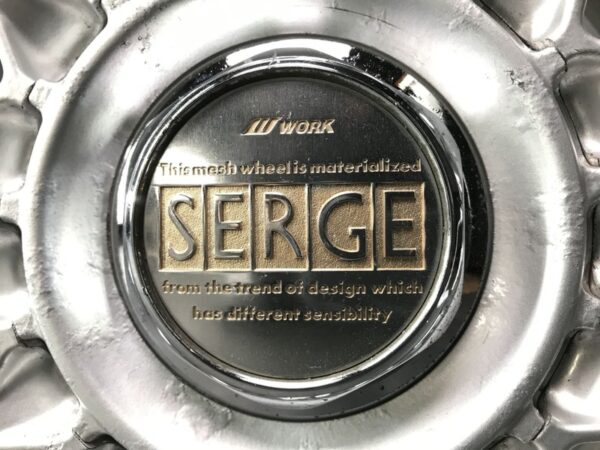 W WORK
This mesh wheel is materialized
SERGE
from the trend of design which
has different sensibility